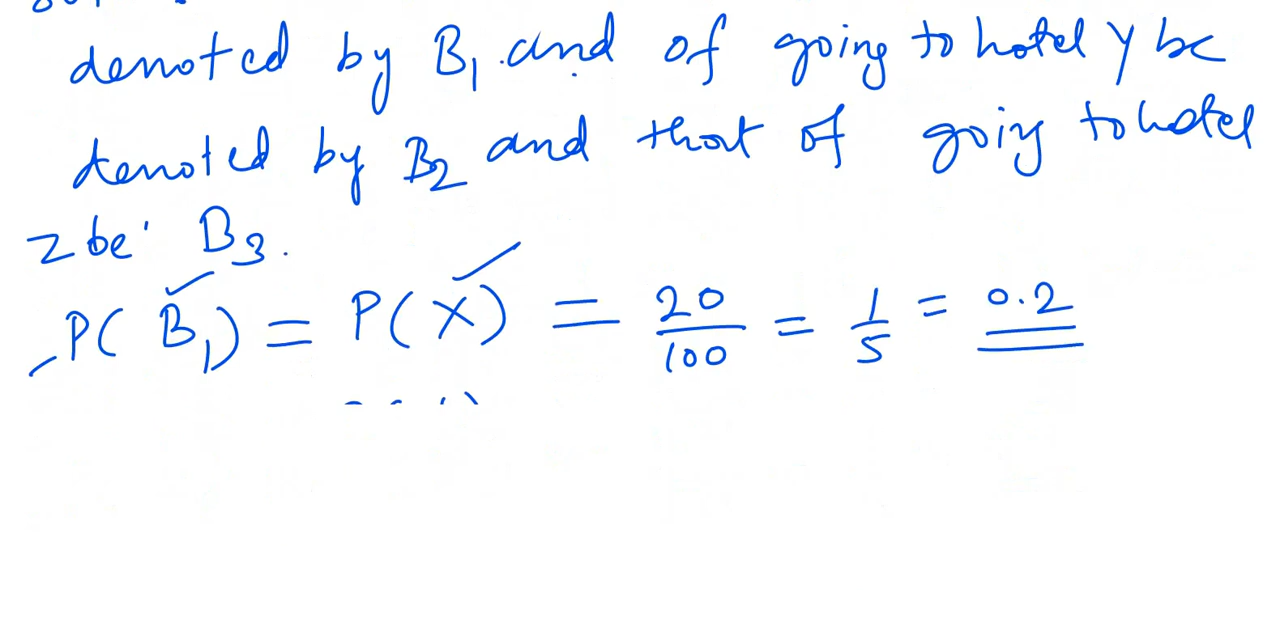 denoted by B₁ and of going to hotel Y be
denoted by B₂ and that of going to hotel
Z be B₃.
P(B₁) = P(X) = 20/100 = 1/5 = 0.2